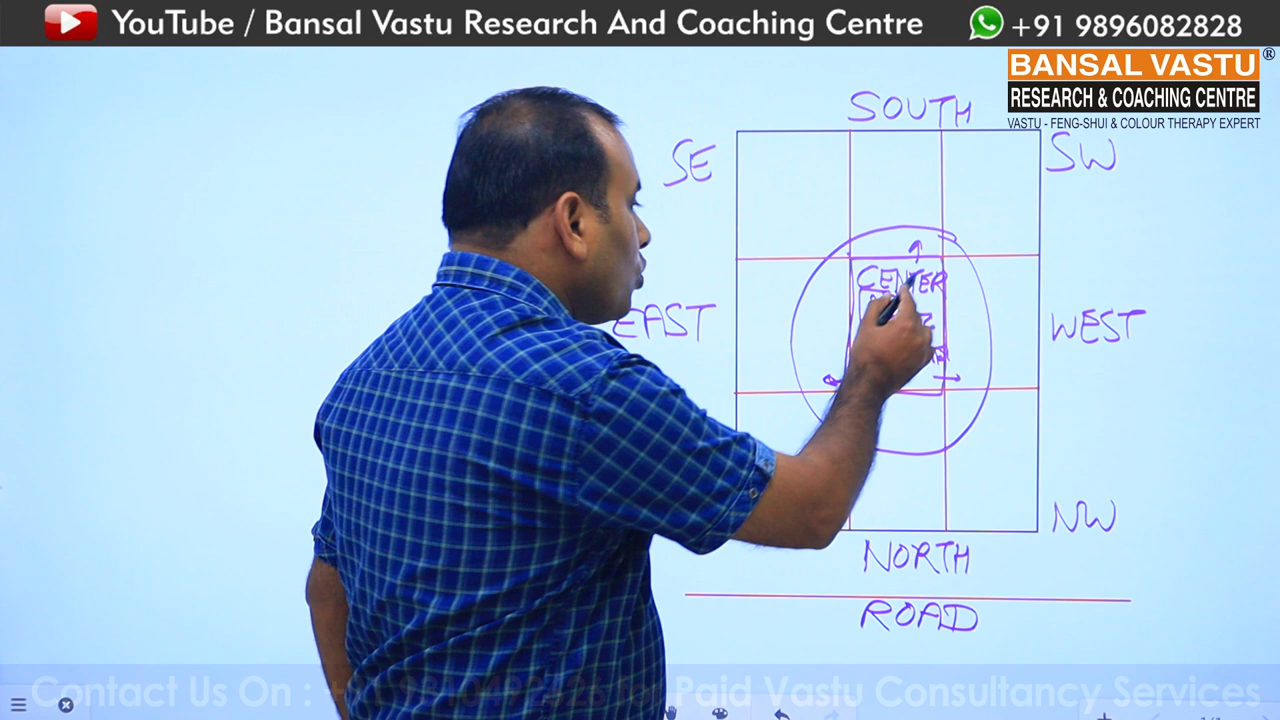 YouTube / Bansal Vastu Research And Coaching Centre
+91 9896082828
BANSAL VASTU®
RESEARCH & COACHING CENTRE
VASTU - FENG-SHUI & COLOUR THERAPY EXPERT
SOUTH
SE
SW
CENTER
EAST
WEST
NW
NORTH
ROAD
Contact Us On : Paid Vastu Consultancy Services